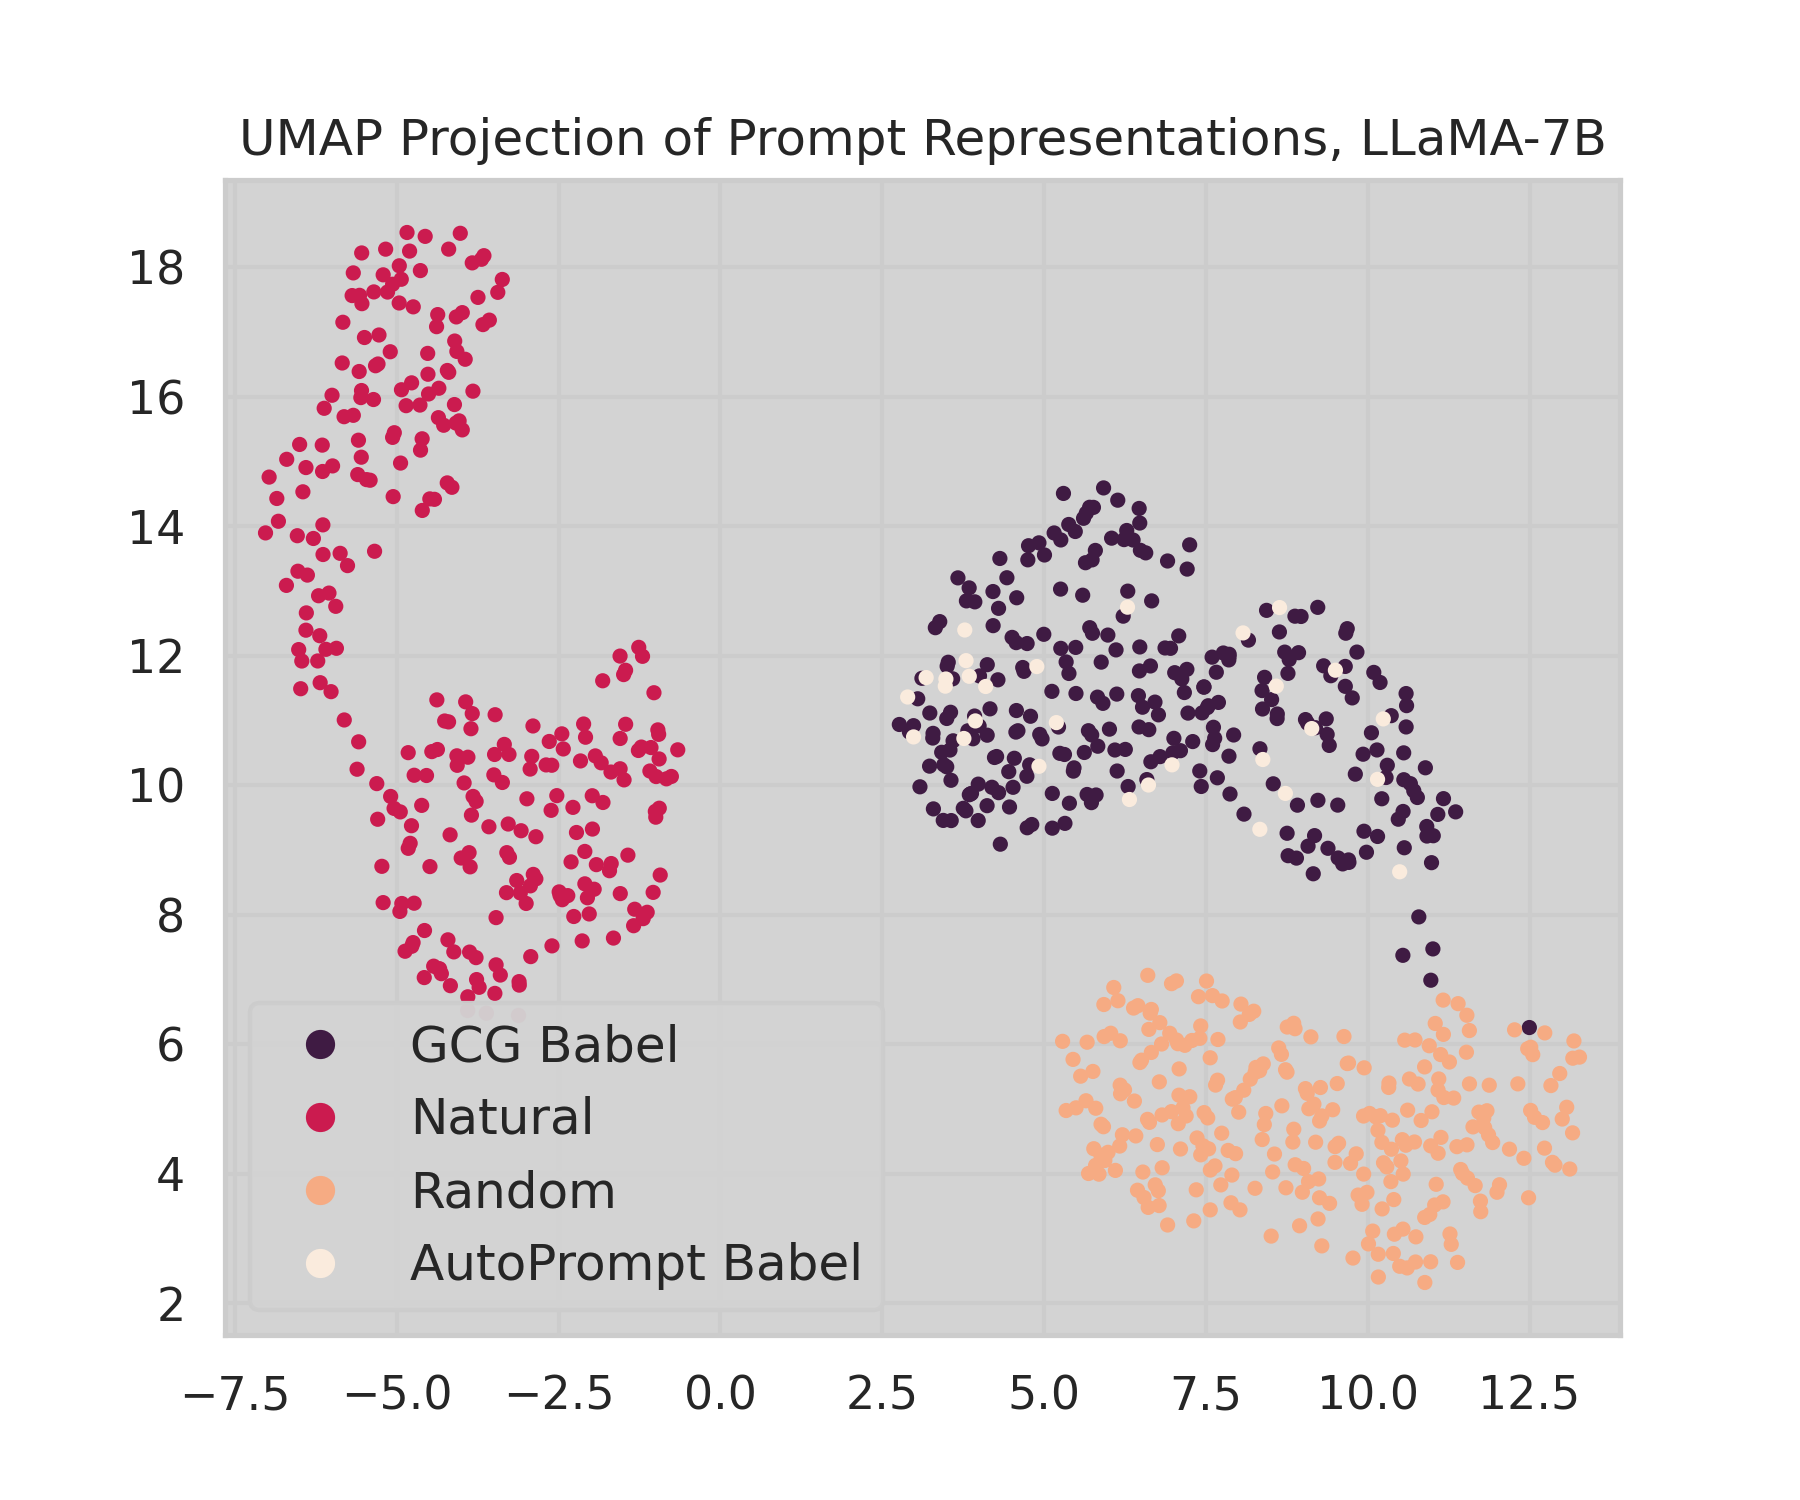 UMAP Projection of Prompt Representations, LLaMA-7B
18
16
14
12
10
8
6
4
2
GCG Babel
Natural
Random
AutoPrompt Babel
−7.5 −5.0 −2.5 0.0 2.5 5.0 7.5 10.0 12.5